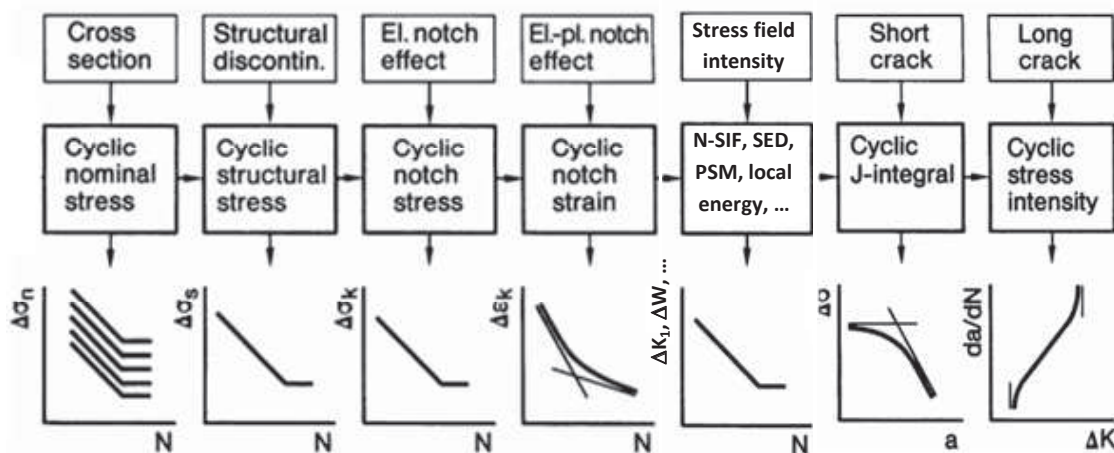 Cross
section
Structural
discontin.
El. notch
effect
El.-pl. notch
effect
Stress field
intensity
Short
crack
Long
crack
Cyclic
nominal
stress
Cyclic
structural
stress
Cyclic
notch
stress
Cyclic
notch
strain
N-SIF, SED,
PSM, local
energy, ...
Cyclic
J-integral
Cyclic
stress
intensity
Δσn
N
Δσs
N
Δσk
N
Δεk
N
ΔK1, ΔW, ...
N
Δσ
a
da/dN
ΔK